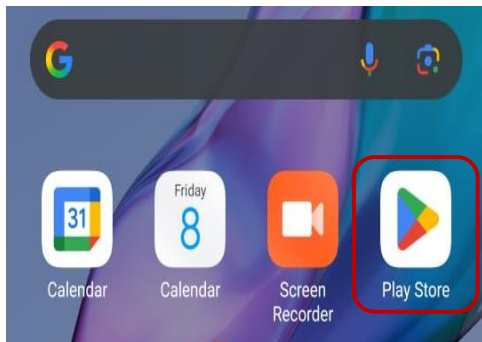 G
31
Friday
8
Calendar
Calendar
Screen
Recorder
Play Store